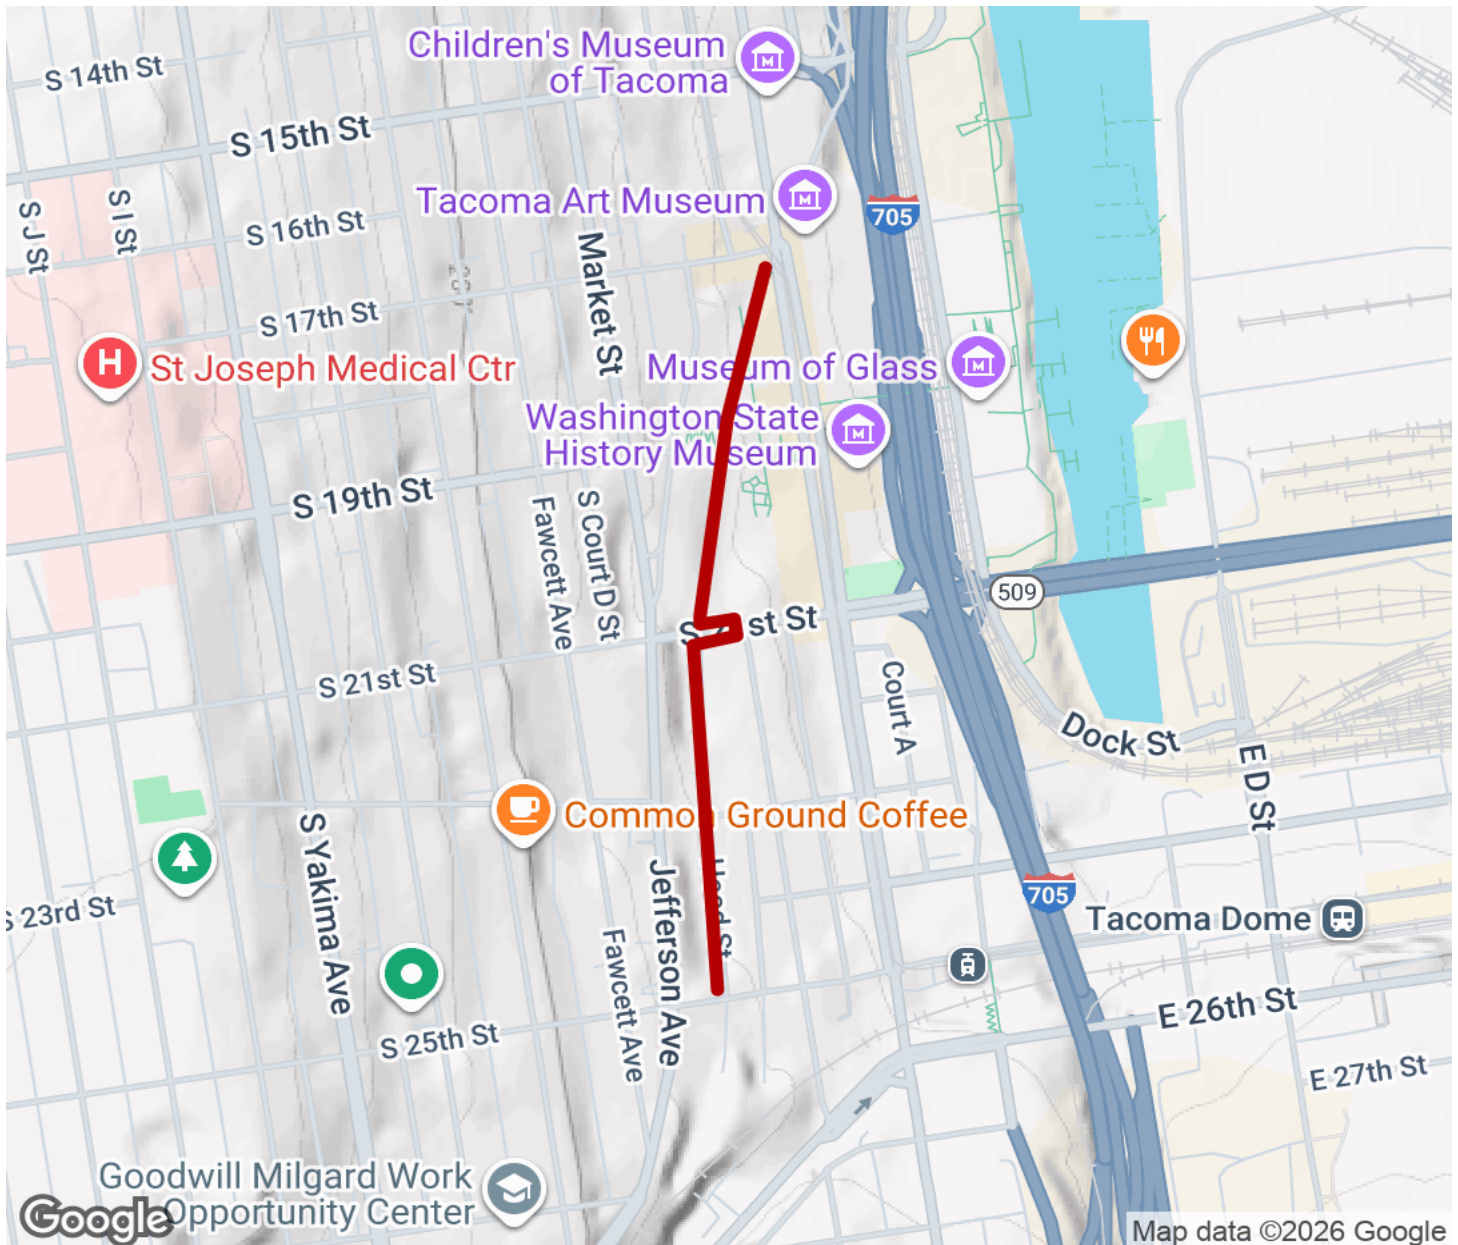 Children's Museum
of Tacoma
S 14th St
S 15th St
Tacoma Art Museum
S J St
S I St
S 16th St
705
Market St
S 17th St
St Joseph Medical Ctr
H
Museum of Glass
Washington State
History Museum
S 19th St
Fawcett Ave
S Court D St
509
S 21st St
S 21st St
Court A
Dock St
E D St
Common Ground Coffee
S Yakima Ave
Jefferson Ave
Hood St
705
S 23rd St
Tacoma Dome
Fawcett Ave
E 26th St
S 25th St
E 27th St
Goodwill Milgard Work
Opportunity Center
Google
Map data ©2026 Google